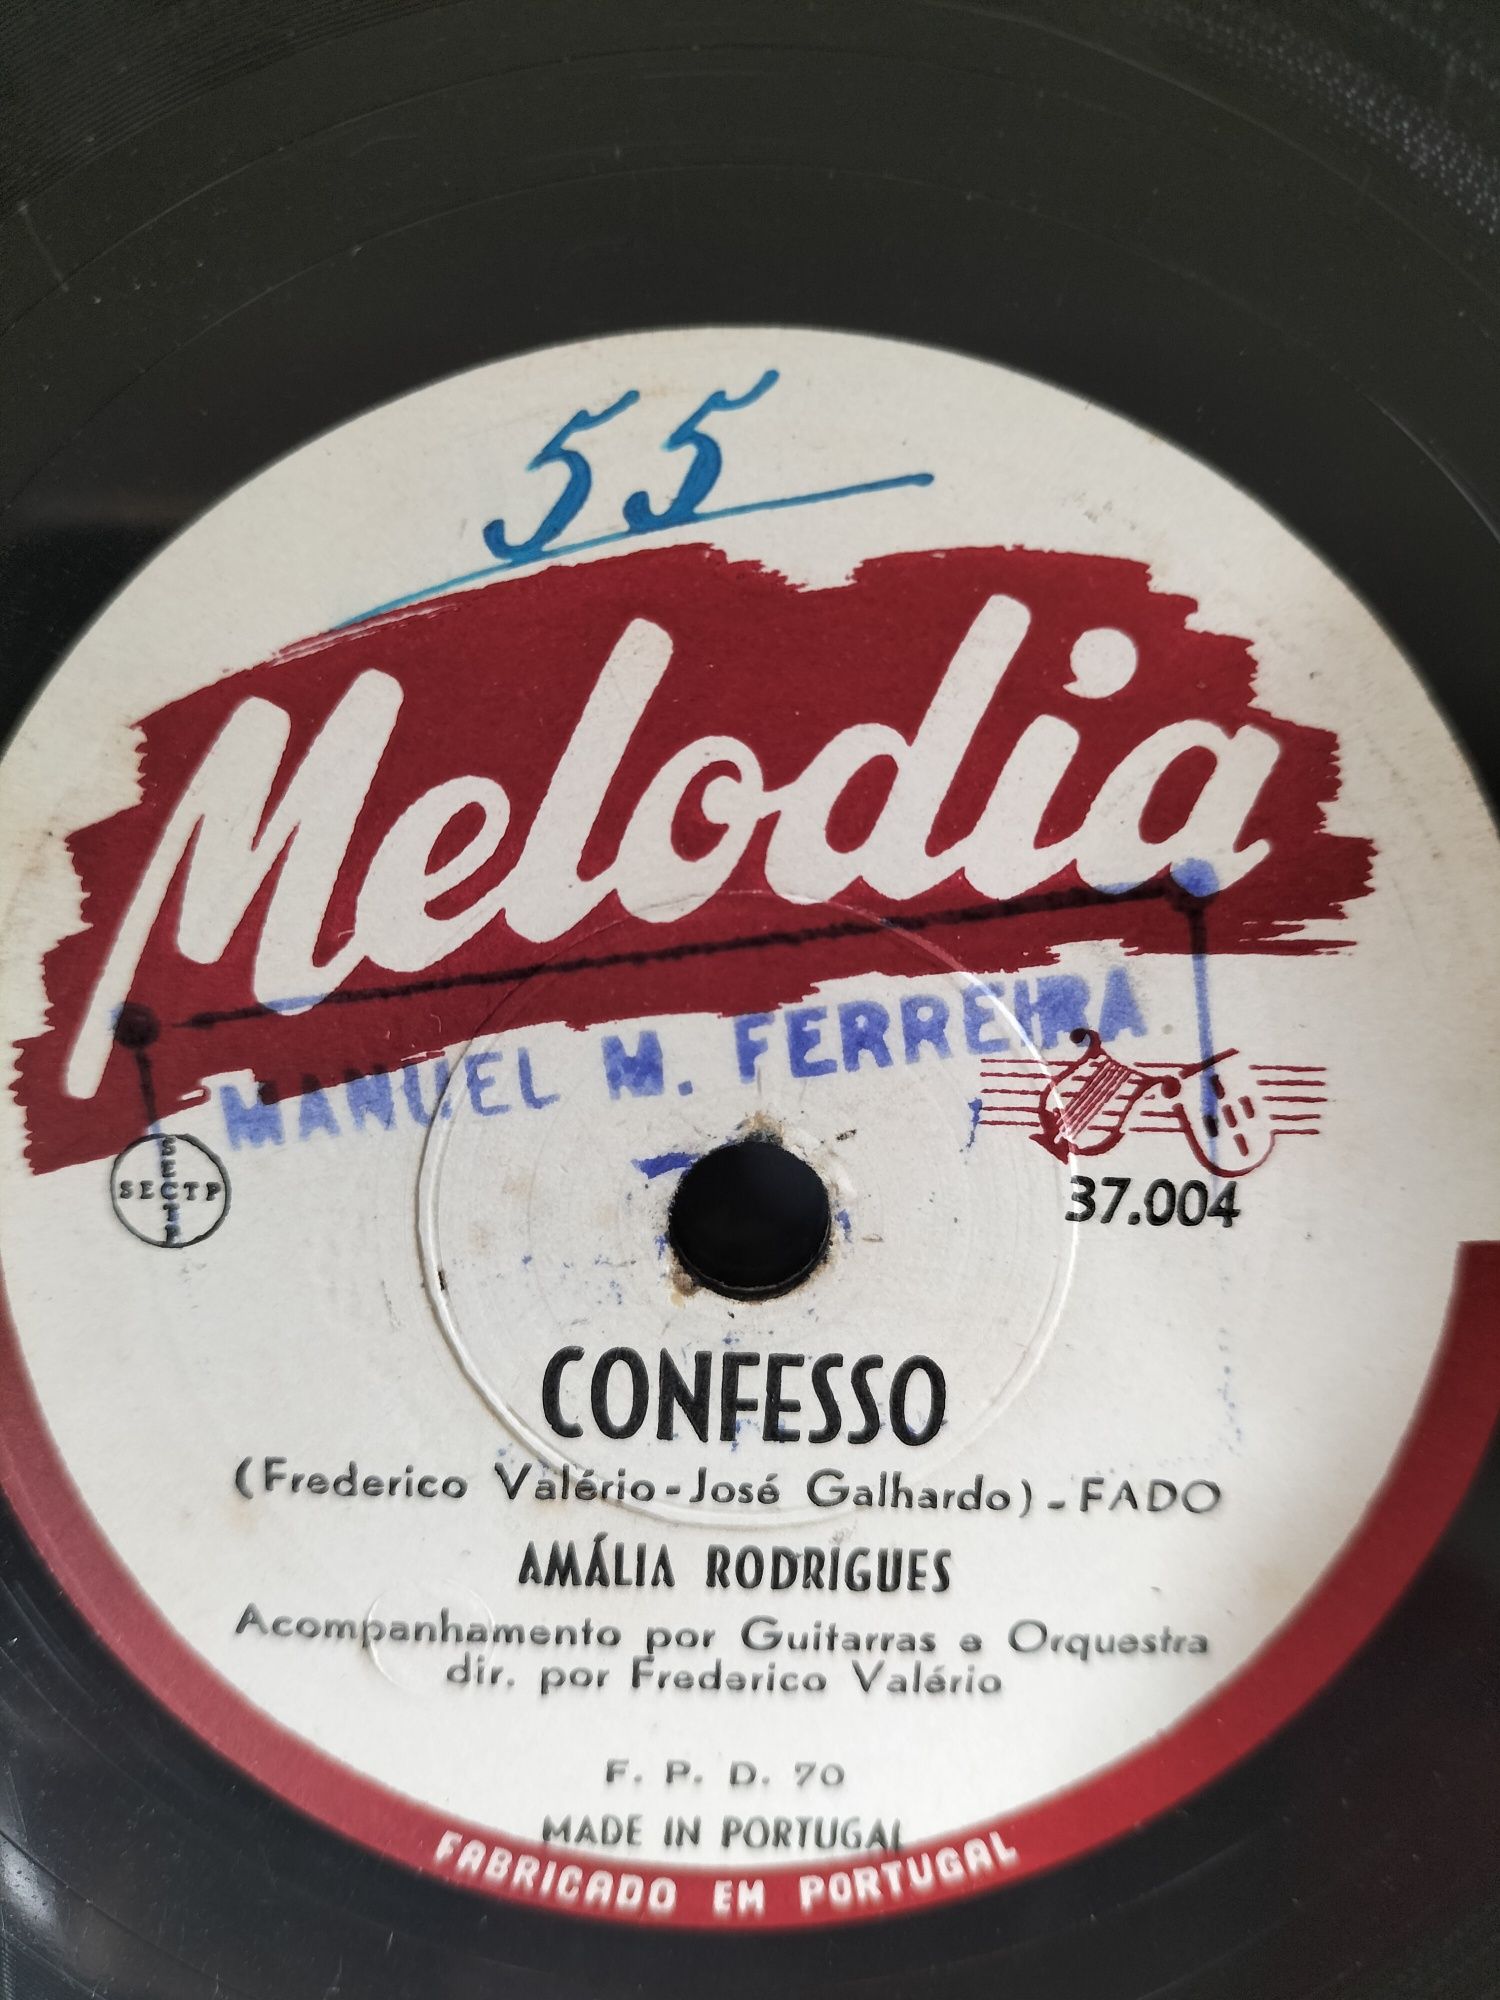 55
Melodia
MANUEL M. FERREIRA
SECTP
37.004
CONFESSO
(Frederico Valério-José Galhardo)-FADO
AMÁLIA RODRIGUES
Acompanhamento por Guitarras e Orquestra
dir. por Frederico Valério
F. P. D. 70
MADE IN PORTUGAL
FABRICADO EM PORTUGAL